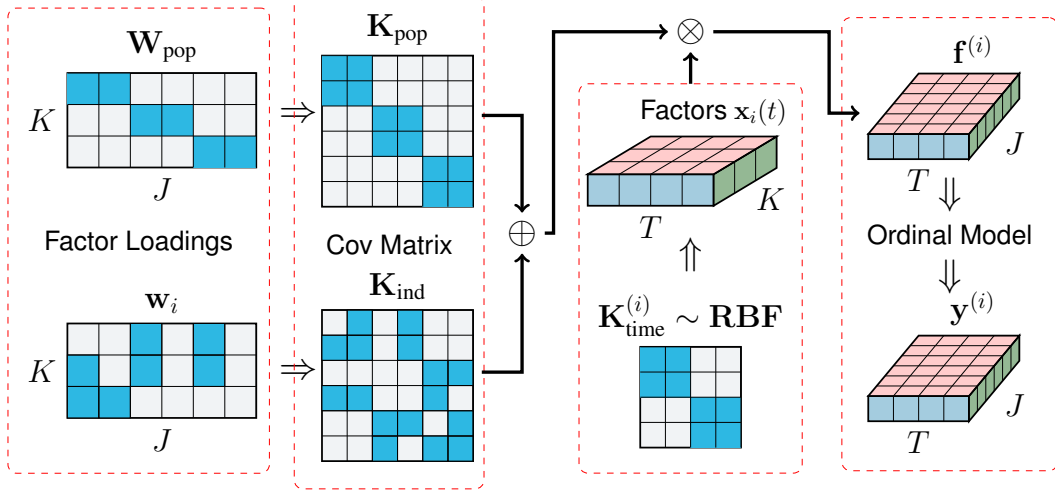 W_pop
K
J
Factor Loadings
w_i
K
J
⇒
⇒
K_pop
Cov Matrix
K_ind
⊕
⊗
Factors x_i(t)
T
K
⇑
K_time^(i) ∼ RBF
f^(i)
T
J
⇓
Ordinal Model
⇓
y^(i)
T
J